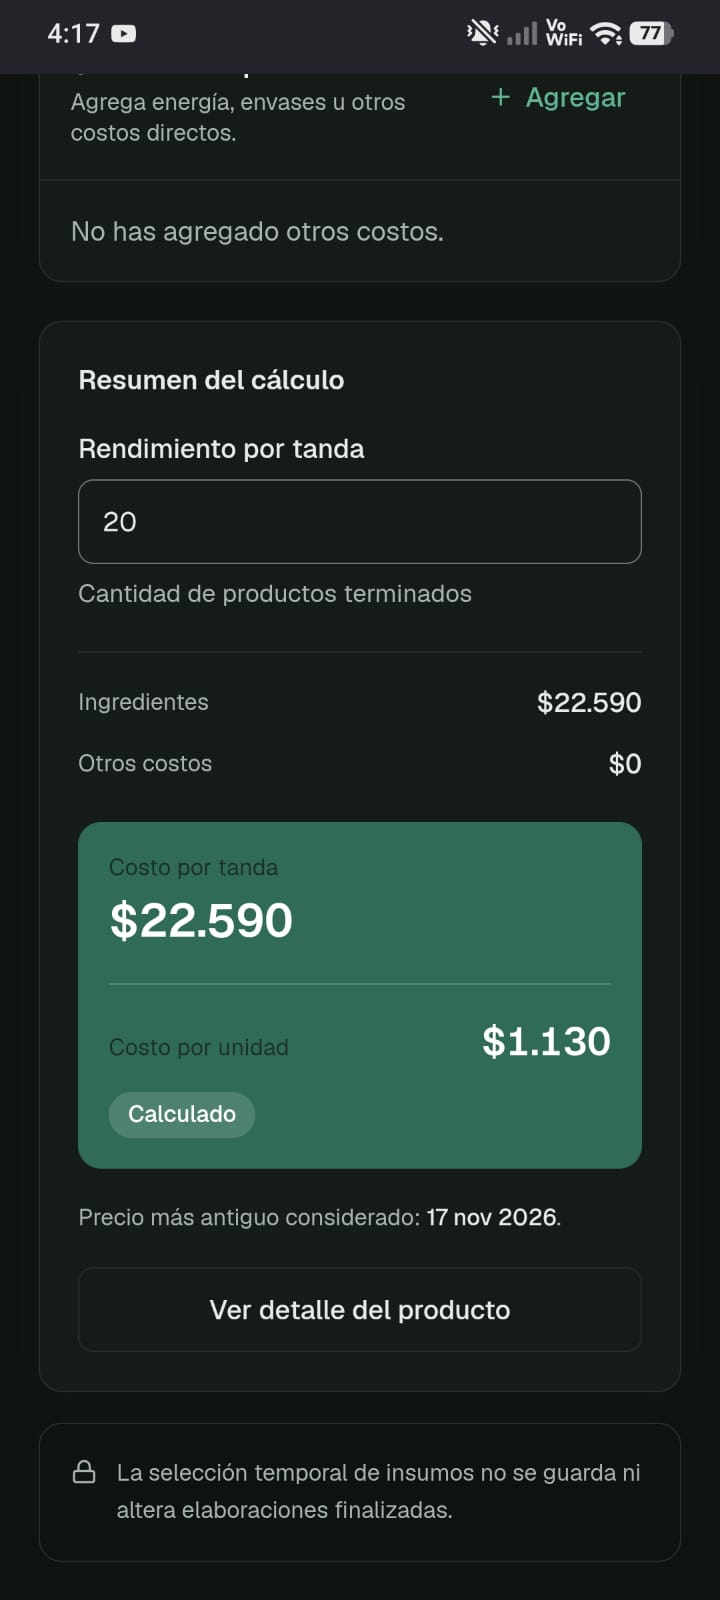 4:17
Vo
WiFi
77
Agrega energía, envases u otros
costos directos.
+ Agregar
No has agregado otros costos.
Resumen del cálculo
Rendimiento por tanda
20
Cantidad de productos terminados
Ingredientes
$22.590
Otros costos
$0
Costo por tanda
$22.590
Costo por unidad
$1.130
Calculado
Precio más antiguo considerado: 17 nov 2026.
Ver detalle del producto
La selección temporal de insumos no se guarda ni
altera elaboraciones finalizadas.